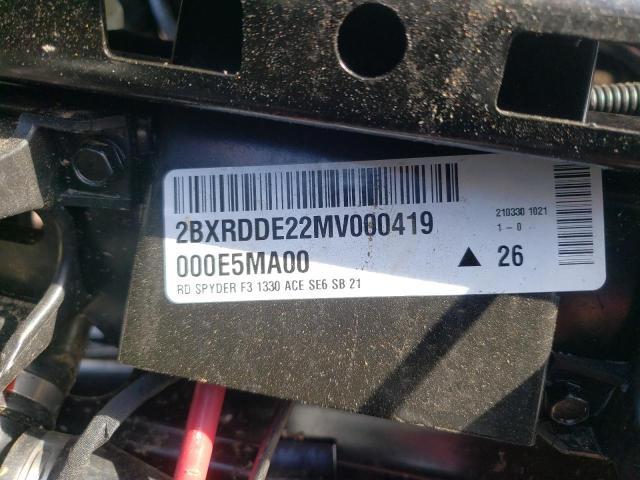 2BXRDDE22MV000419
000E5MA00
RD SPYDER F3 1330 ACE SE6 SB 21
210330 1021
1-0
▲ 26